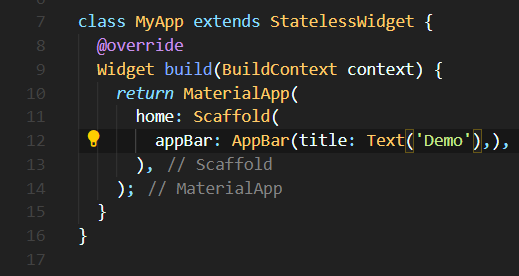 6
7 class MyApp extends StatelessWidget {
8 @override
9 Widget build(BuildContext context) {
10 return MaterialApp(
11 home: Scaffold(
12 appBar: AppBar(title: Text('Demo'),),
13 ), // Scaffold
14 ); // MaterialApp
15 }
16 }
17